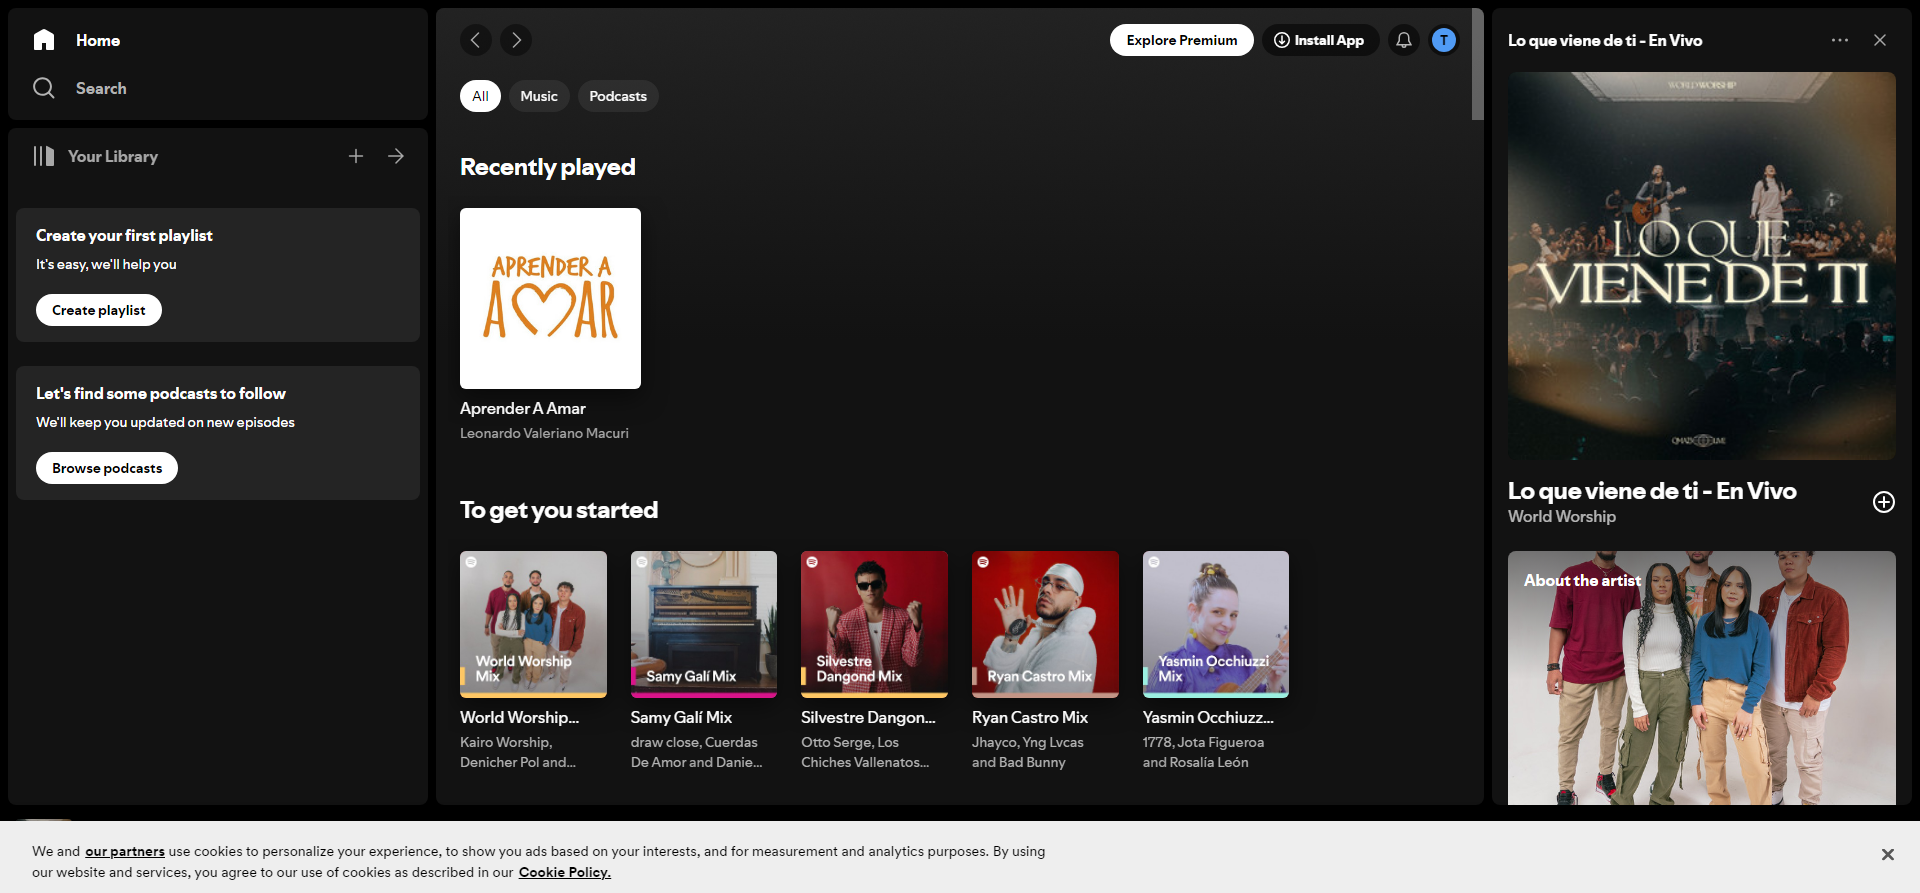 Home
Search
Your Library
Create your first playlist
It's easy, we'll help you
Create playlist
Let's find some podcasts to follow
We'll keep you updated on new episodes
Browse podcasts
Explore Premium
Install App
T
All
Music
Podcasts
Recently played
APRENDER A
AMAR
Aprender A Amar
Leonardo Valeriano Macuri
To get you started
World Worship
Mix
World Worship...
Kairo Worship,
Denicher Pol and...
Samy Galí Mix
Samy Galí Mix
draw close, Cuerdas
De Amor and Danie...
Silvestre
Dangond Mix
Silvestre Dangon...
Otto Serge, Los
Chiches Vallenatos...
Ryan Castro Mix
Ryan Castro Mix
Jhayco, Yng Lvcas
and Bad Bunny
Yasmin Occhiuzzi
Mix
Yasmin Occhiuzz...
1778, Jota Figueroa
and Rosalía León
Lo que viene de ti - En Vivo
WORLD WORSHIP
LO QUE
VIENE DE TI
LIVE
Lo que viene de ti - En Vivo
World Worship
About the artist
We and our partners use cookies to personalize your experience, to show you ads based on your interests, and for measurement and analytics purposes. By using
our website and services, you agree to our use of cookies as described in our Cookie Policy.